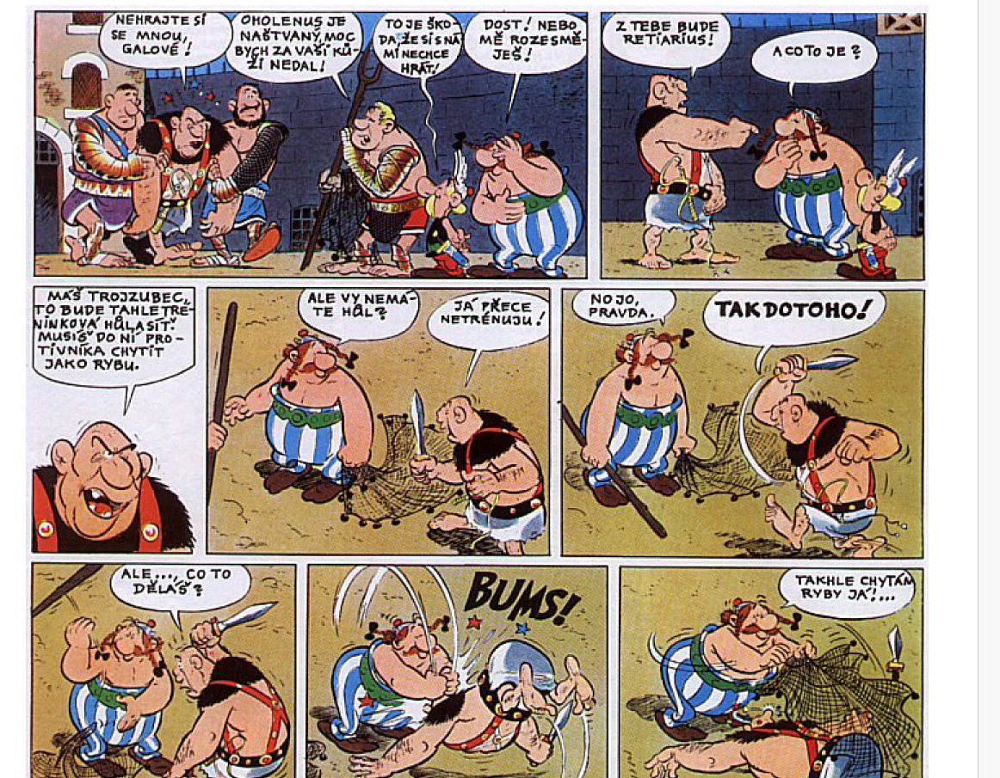 NEHRAJTE SI
SE MNOU,
GALOVÉ!
OHOLENUS JE
NAŠTVANÝ, MOC
BYCH ZA VAŠI KŮ-
ŽI NEDAL!
TO JE ŠKO-
DA, ŽE SI S NÁ
MI NECHCE
HRÁT!
DOST! NEBO
MĚ ROZESMĚ-
JEŠ!
Z TEBE BUDE
RETIARIUS!
A CO TO JE?
MÁŠ TROJZUBEC,
TO BUDE TAHLE TRÉ-
NINKOVÁ HŮL A SÍŤ.
MUSÍŠ DO NÍ PRO-
TIVNÍKA CHYTIT
JAKO RYBU.
ALE VY NEMÁ-
TE HŮL?
JÁ PŘECE
NETRÉNUJU!
NO JO,
PRAVDA.
TAK DO TOHO!
ALE..., CO TO
DĚLÁŠ?
BUMS!
TAKHLE CHYTÁM
RYBY JÁ!...